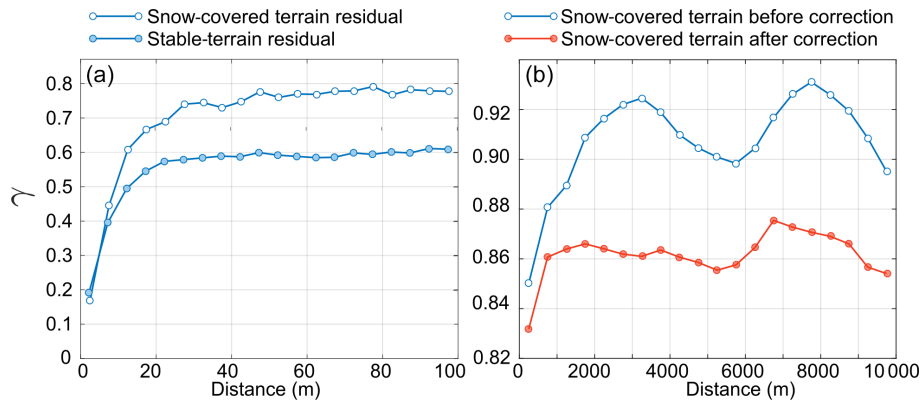 Snow-covered terrain residual
Stable-terrain residual
Snow-covered terrain before correction
Snow-covered terrain after correction
(a)
γ
0.8
0.7
0.6
0.5
0.4
0.3
0.2
0.1
0
0 20 40 60 80 100
Distance (m)
(b)
0.92
0.90
0.88
0.86
0.84
0.82
0 2000 4000 6000 8000 10 000
Distance (m)